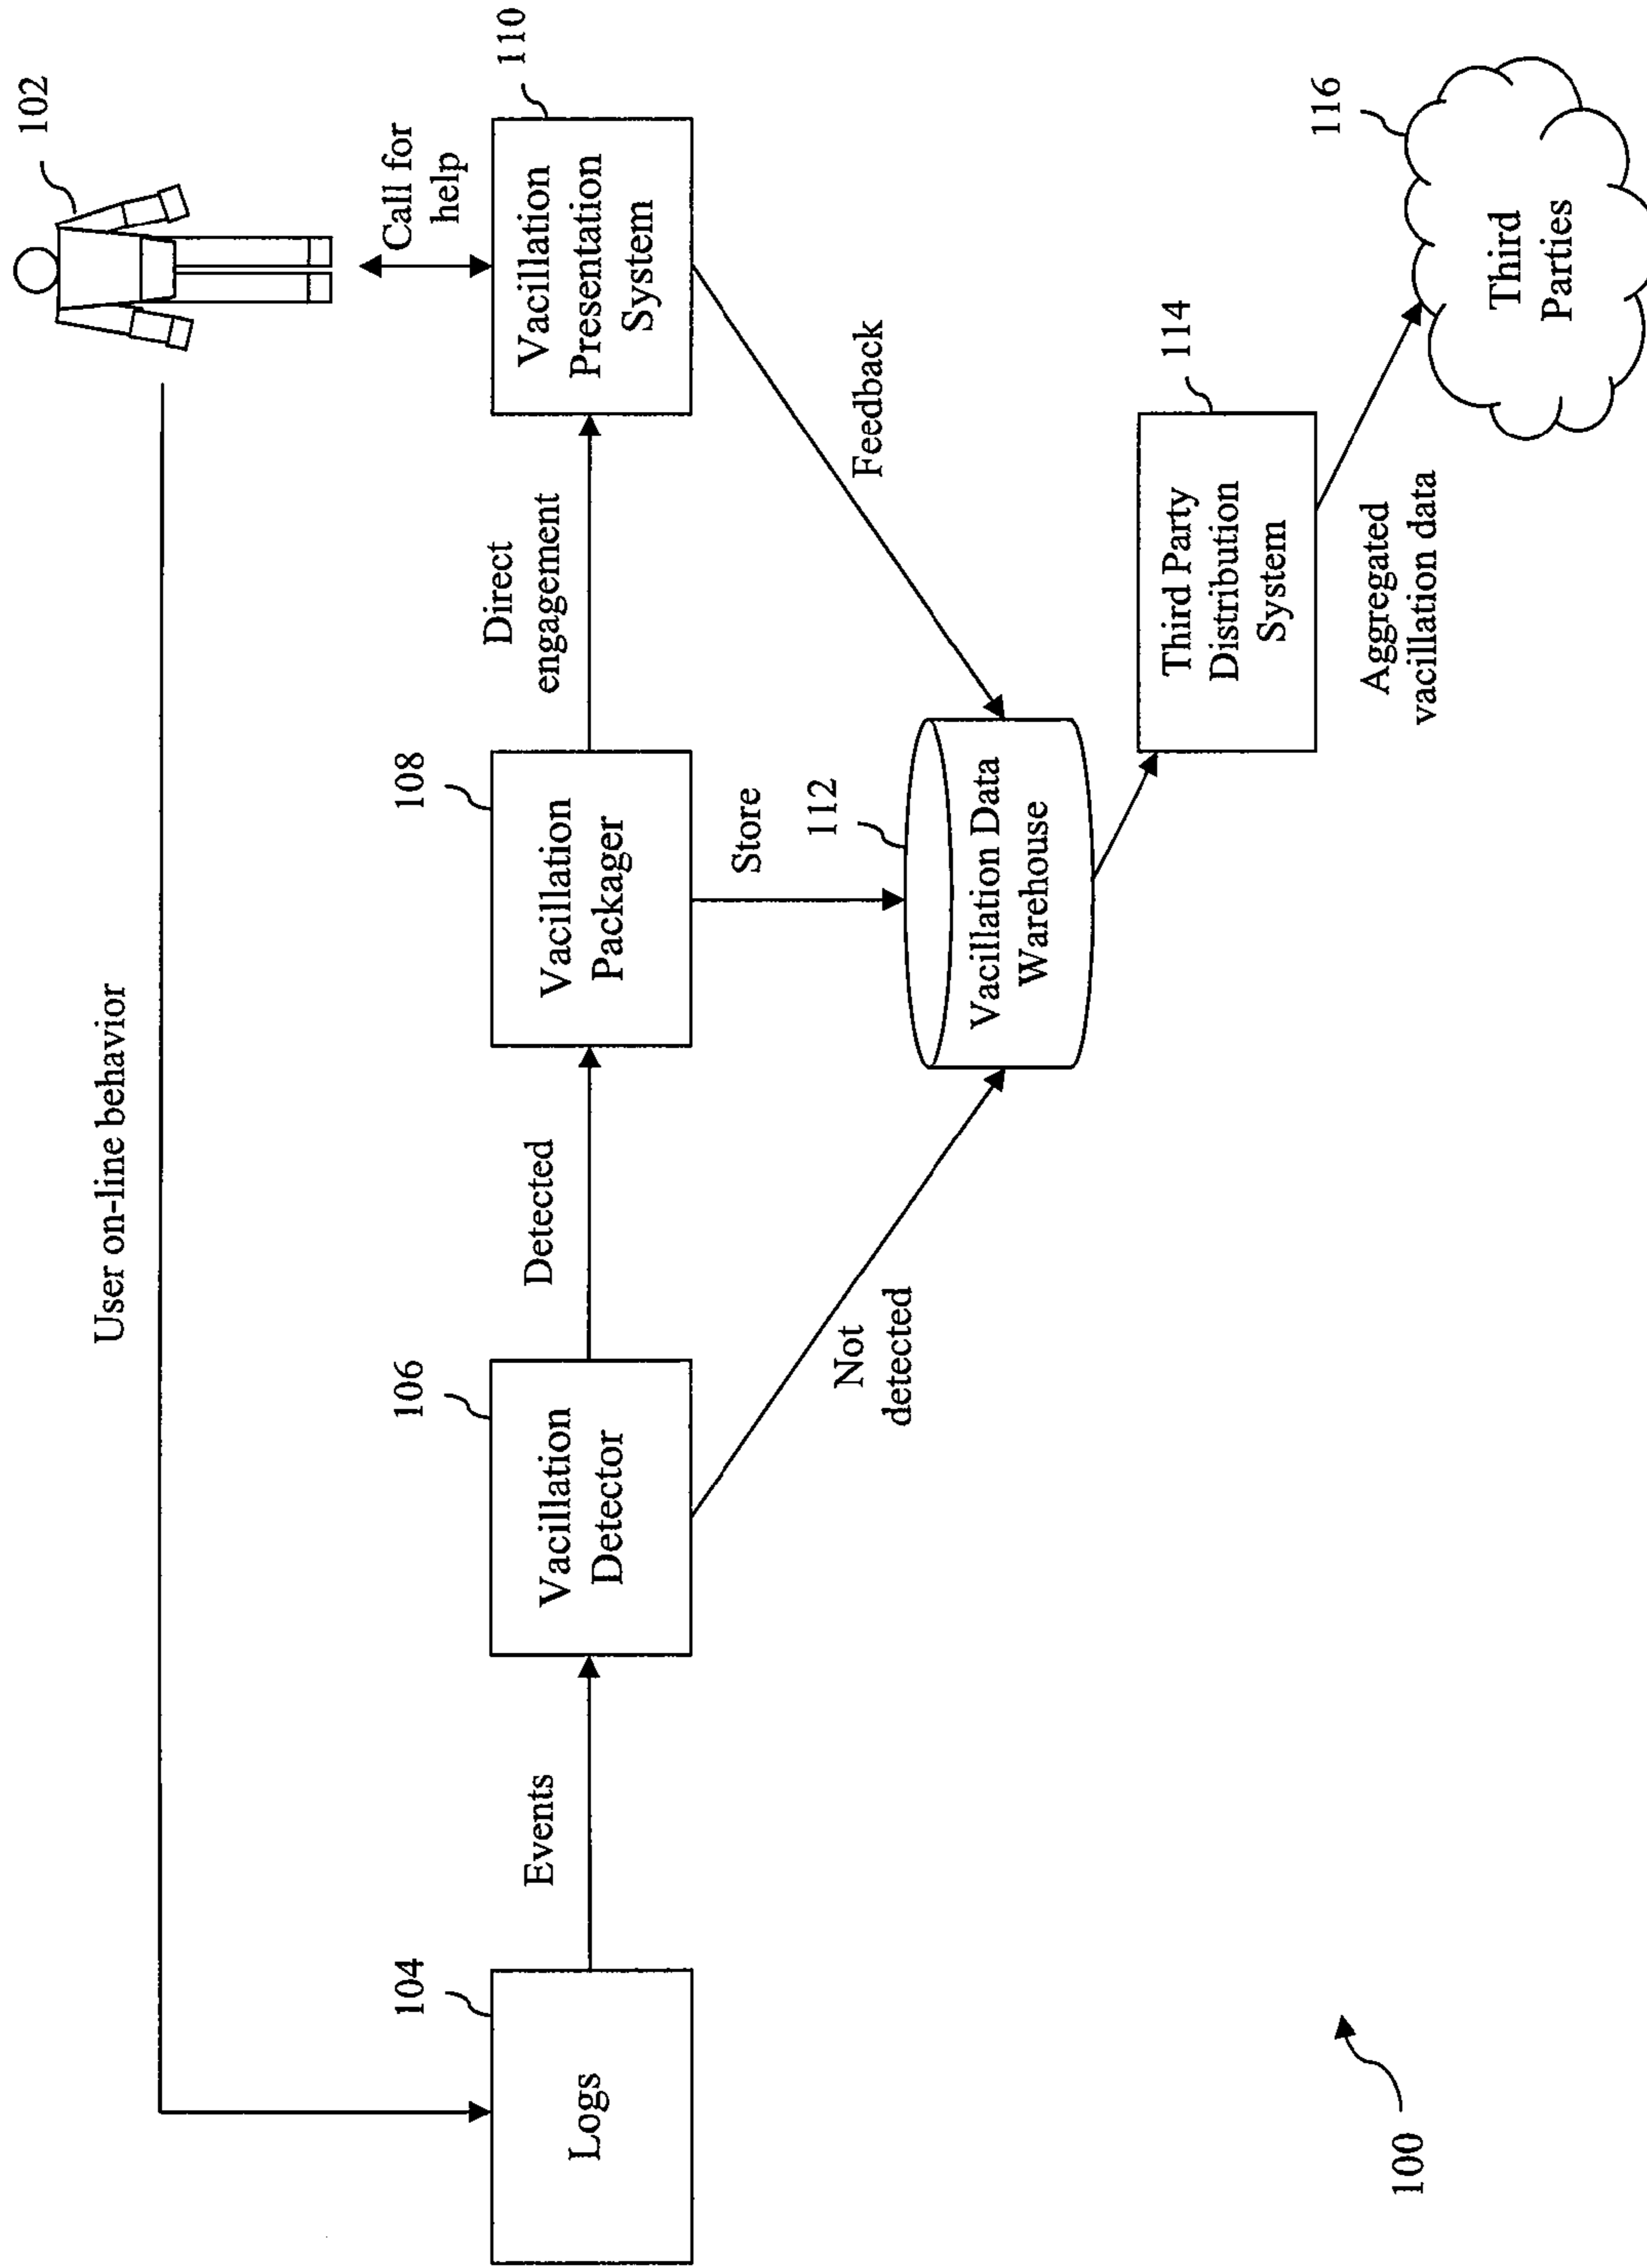 User on-line behavior
102
Call for
help
104
Logs
Events
106
Vacillation
Detector
Detected
108
Vacillation
Packager
Direct
engagement
110
Vacillation
Presentation
System
Not
detected
Store
Feedback
112
Vacillation Data
Warehouse
114
Third Party
Distribution
System
Aggregated
vacillation data
116
Third
Parties
100